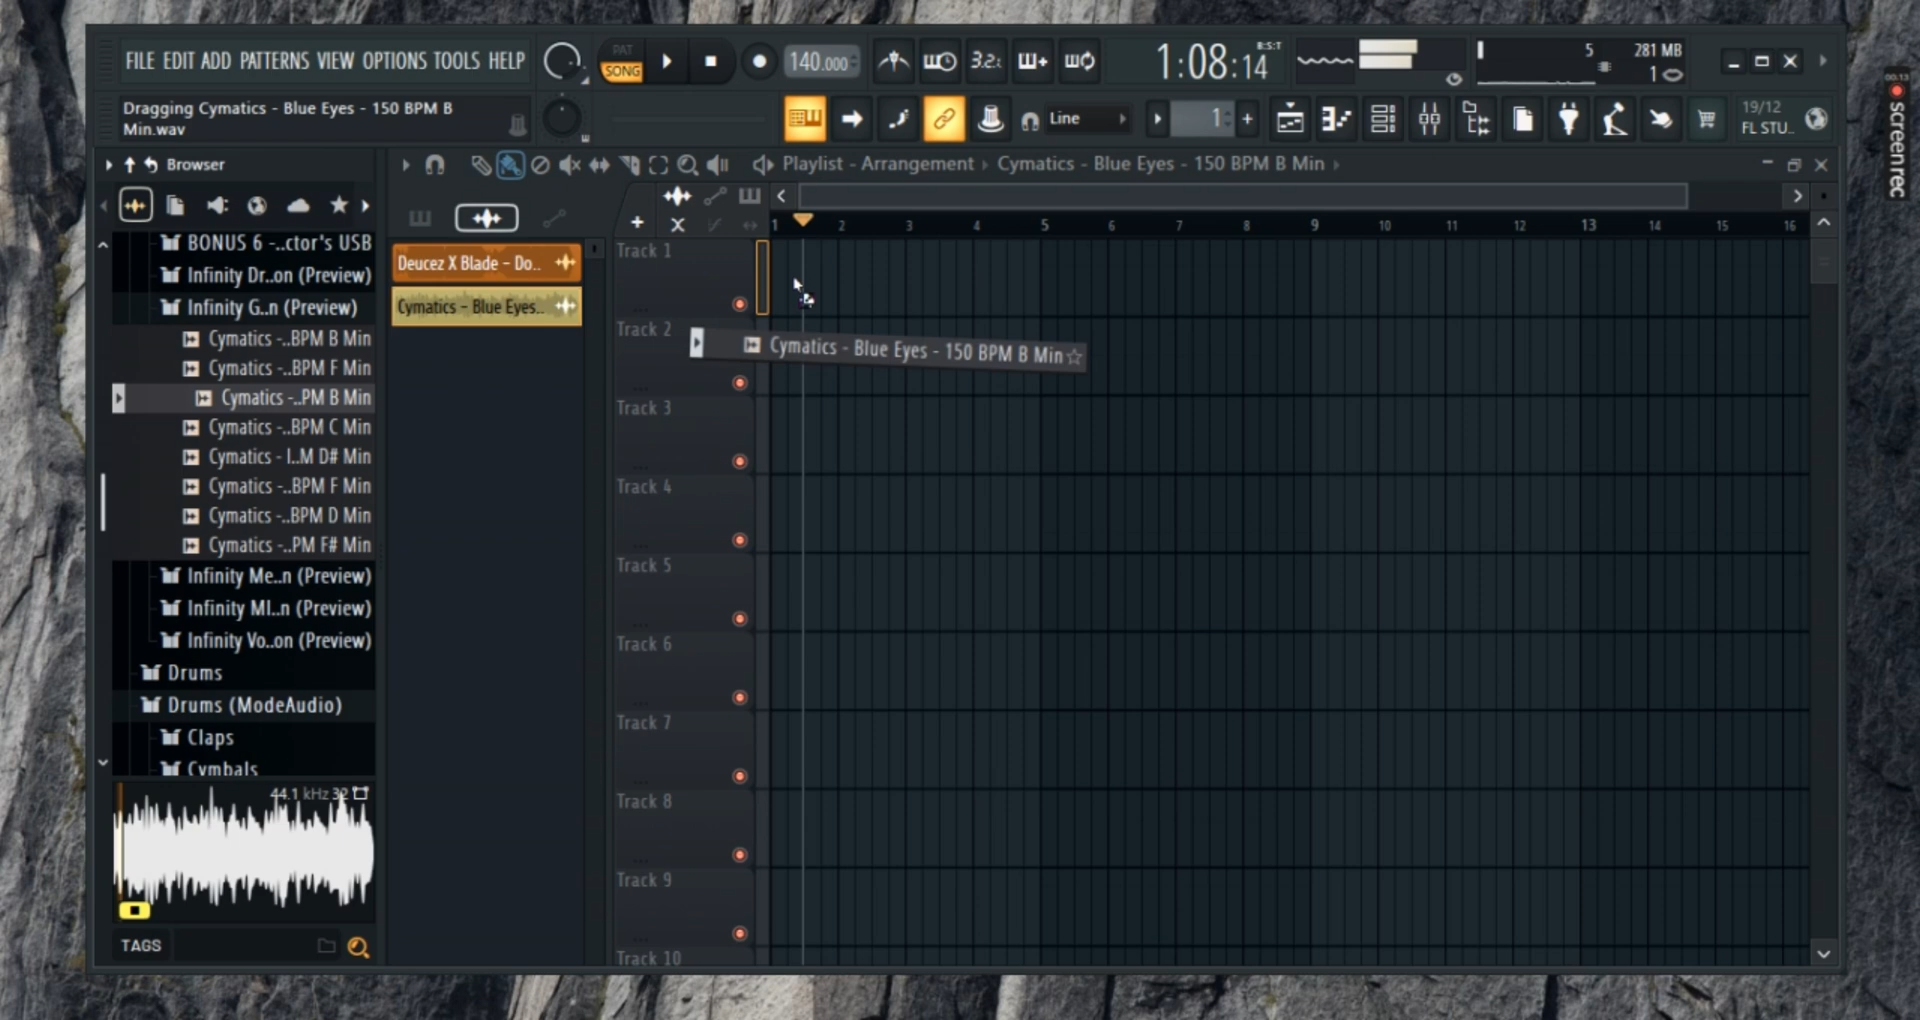 FILE EDIT ADD PATTERNS VIEW OPTIONS TOOLS HELP
PAT
SONG
140.000
3.2.
1:08:14
B:S:T
5
281 MB
1
Dragging Cymatics - Blue Eyes - 150 BPM B
Min.wav
Line
1
+
19/12
FL STU..
Browser
Playlist - Arrangement › Cymatics - Blue Eyes - 150 BPM B Min ›
1 2 3 4 5 6 7 8 9 10 11 12 13 14 15 16
BONUS 6 -..ctor's USB
Infinity Dr..on (Preview)
Infinity G..n (Preview)
Cymatics -..BPM B Min
Cymatics -..BPM F Min
Cymatics -..PM B Min
Cymatics -..BPM C Min
Cymatics - I..M D# Min
Cymatics -..BPM F Min
Cymatics -..BPM D Min
Cymatics -..PM F# Min
Infinity Me..n (Preview)
Infinity MI..n (Preview)
Infinity Vo..on (Preview)
Drums
Drums (ModeAudio)
Claps
Cymbals
44.1 kHz 32
TAGS
Deucez X Blade - Do..
Cymatics - Blue Eyes..
Track 1
Track 2
Cymatics - Blue Eyes - 150 BPM B Min
Track 3
Track 4
Track 5
Track 6
Track 7
Track 8
Track 9
Track 10
00:13
screenrec